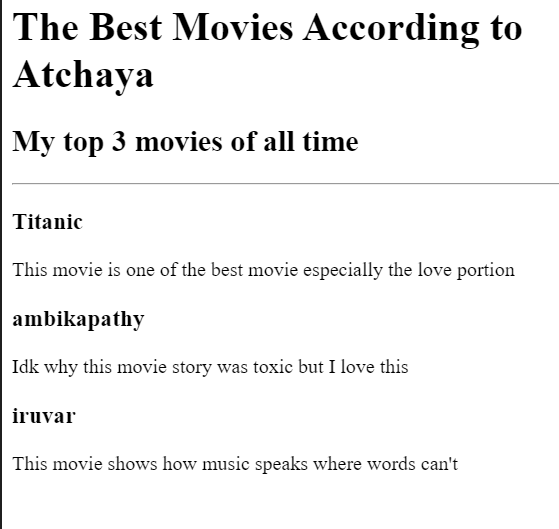 The Best Movies According to
Atchaya
My top 3 movies of all time
Titanic
This movie is one of the best movie especially the love portion
ambikapathy
Idk why this movie story was toxic but I love this
iruvar
This movie shows how music speaks where words can't